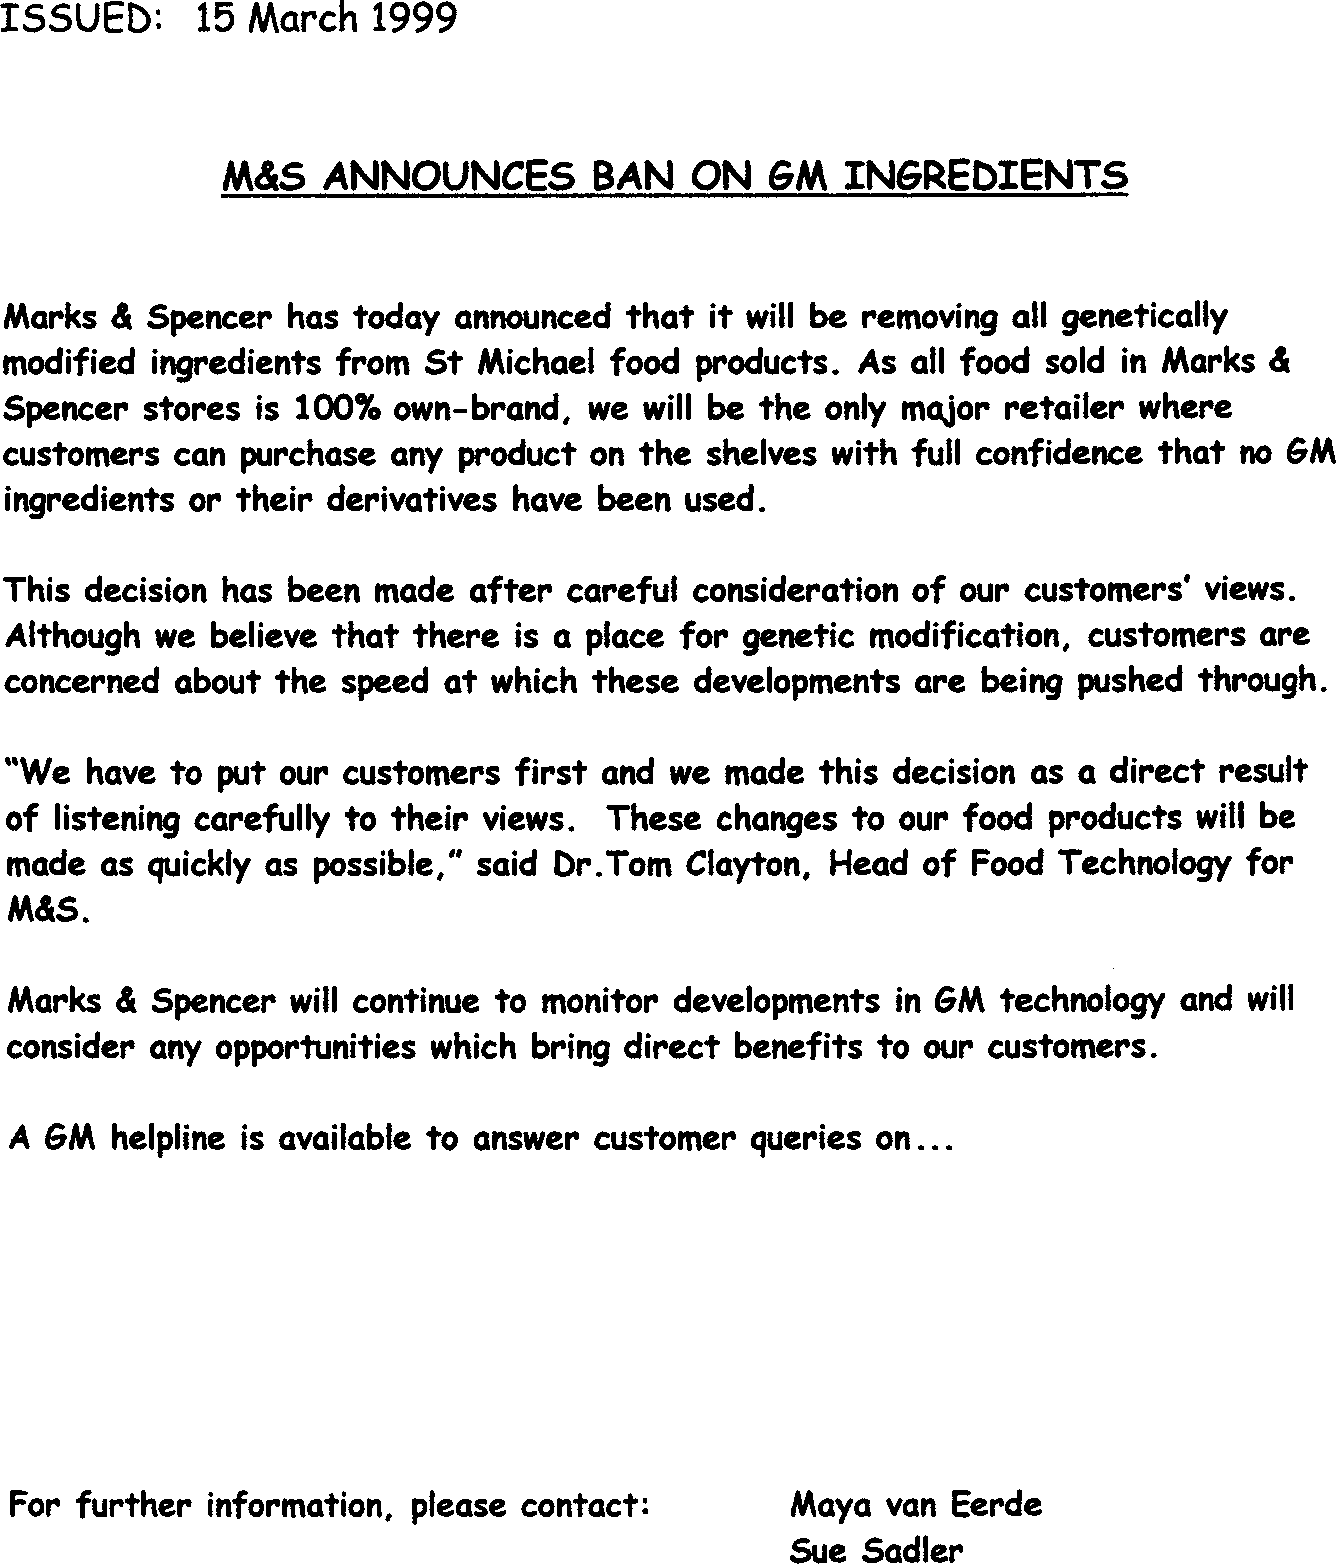 ISSUED: 15 March 1999
M&S ANNOUNCES BAN ON GM INGREDIENTS
Marks & Spencer has today announced that it will be removing all genetically
modified ingredients from St Michael food products. As all food sold in Marks &
Spencer stores is 100% own-brand, we will be the only major retailer where
customers can purchase any product on the shelves with full confidence that no GM
ingredients or their derivatives have been used.
This decision has been made after careful consideration of our customers' views.
Although we believe that there is a place for genetic modification, customers are
concerned about the speed at which these developments are being pushed through.
"We have to put our customers first and we made this decision as a direct result
of listening carefully to their views. These changes to our food products will be
made as quickly as possible," said Dr.Tom Clayton, Head of Food Technology for
M&S.
Marks & Spencer will continue to monitor developments in GM technology and will
consider any opportunities which bring direct benefits to our customers.
A GM helpline is available to answer customer queries on...
For further information, please contact: Maya van Eerde
Sue Sadler